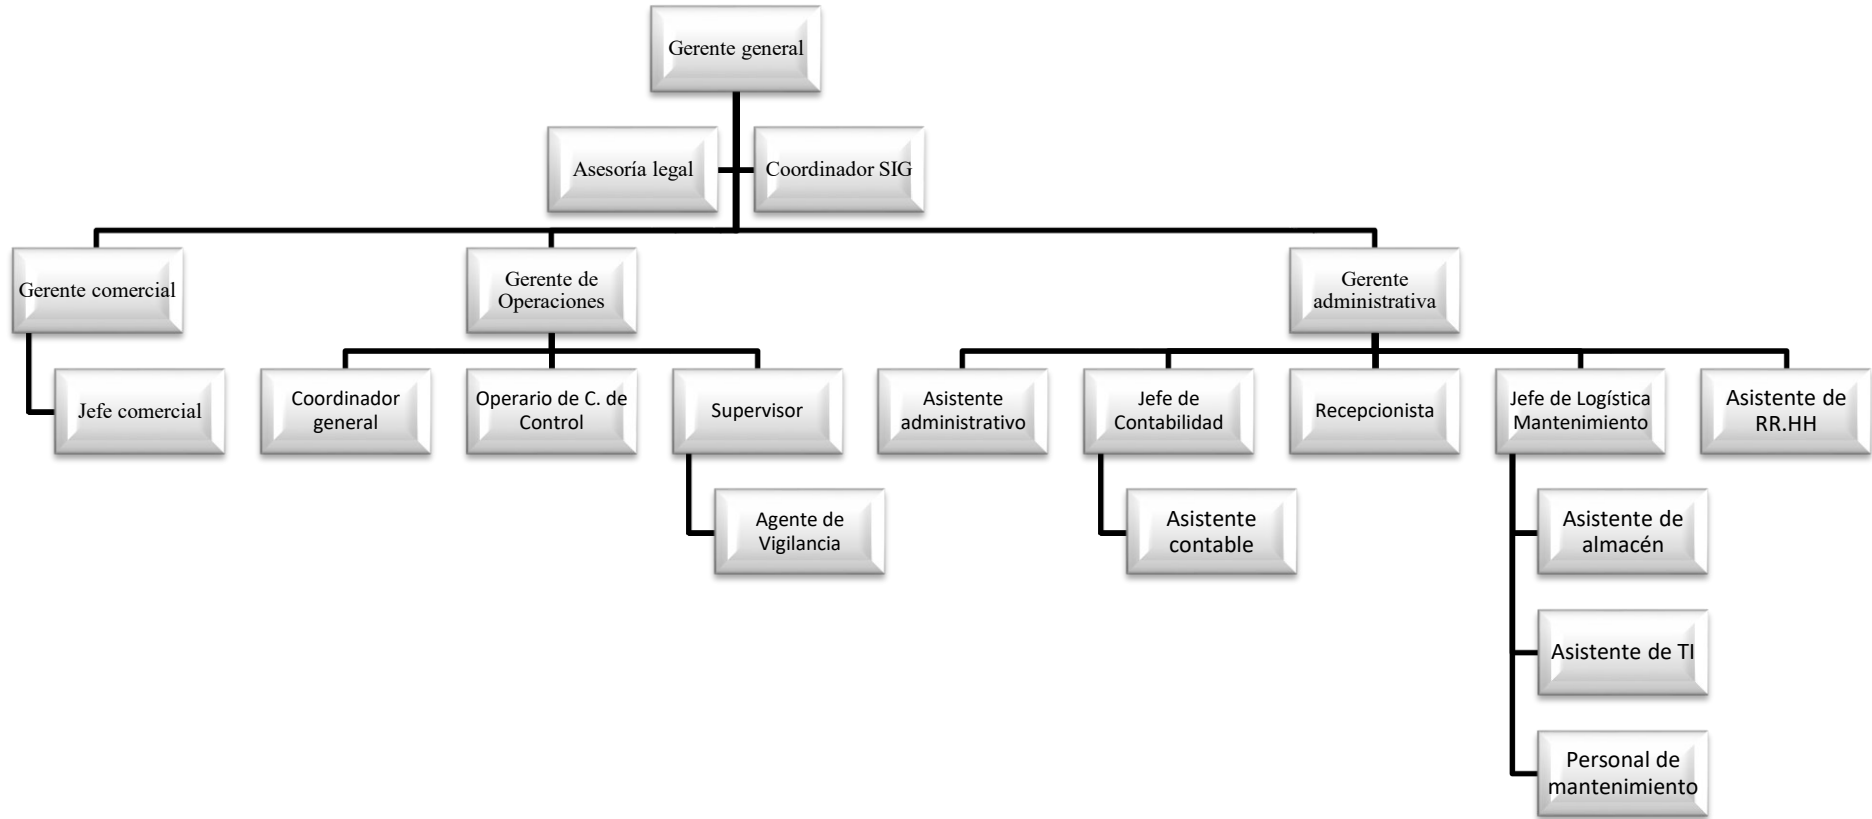 Gerente general
Asesoría legal
Coordinador SIG
Gerente comercial
Gerente de
Operaciones
Gerente
administrativa
Jefe comercial
Coordinador
general
Operario de C. de
Control
Supervisor
Asistente
administrativo
Jefe de
Contabilidad
Recepcionista
Jefe de Logística
Mantenimiento
Asistente de
RR.HH
Agente de
Vigilancia
Asistente
contable
Asistente de
almacén
Asistente de TI
Personal de
mantenimiento